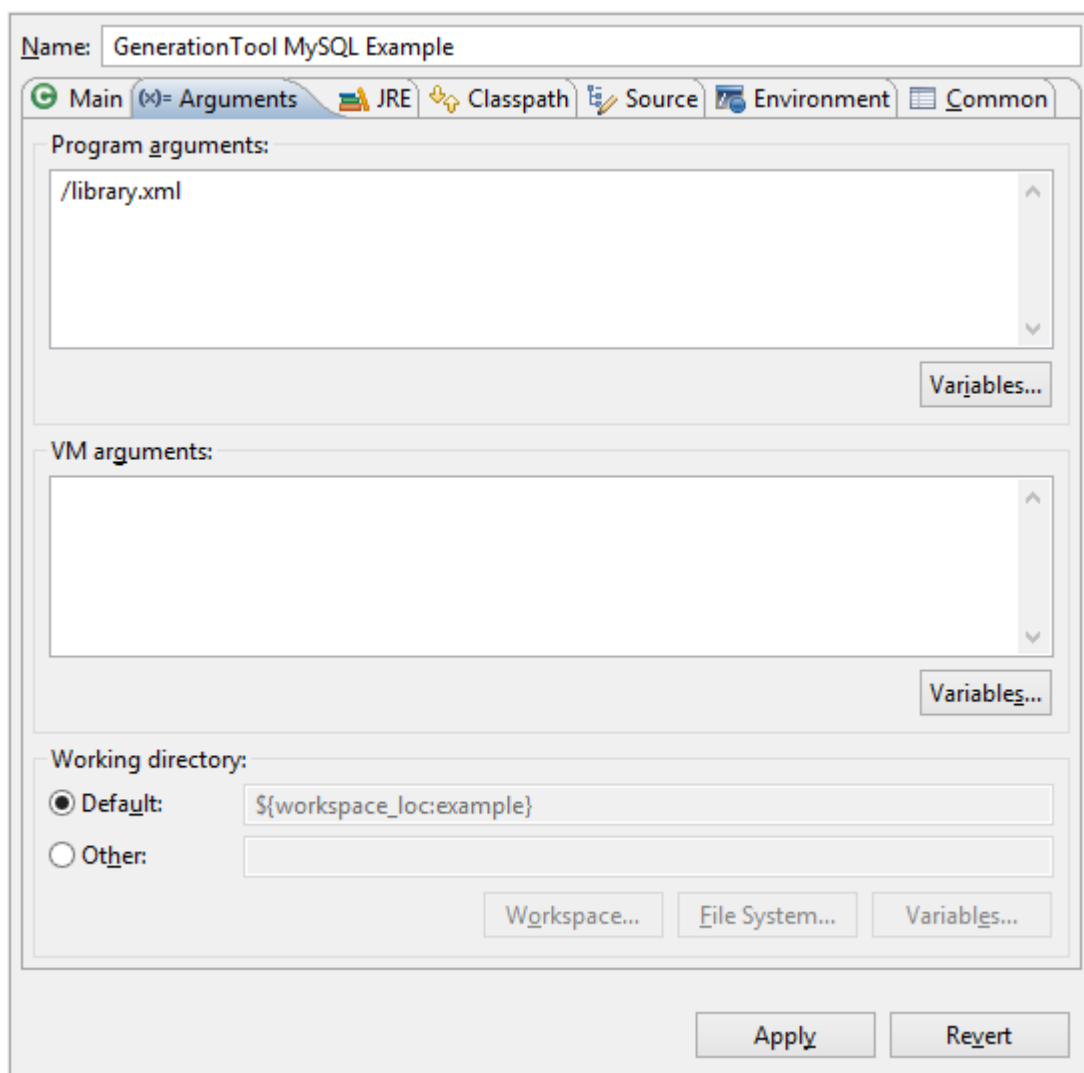 Name: GenerationTool MySQL Example
Main (x)= Arguments JRE Classpath Source Environment Common
Program arguments:
/library.xml
Variables...
VM arguments:
Variables...
Working directory:
Default: ${workspace_loc:example}
Other:
Workspace... File System... Variables...
Apply Revert